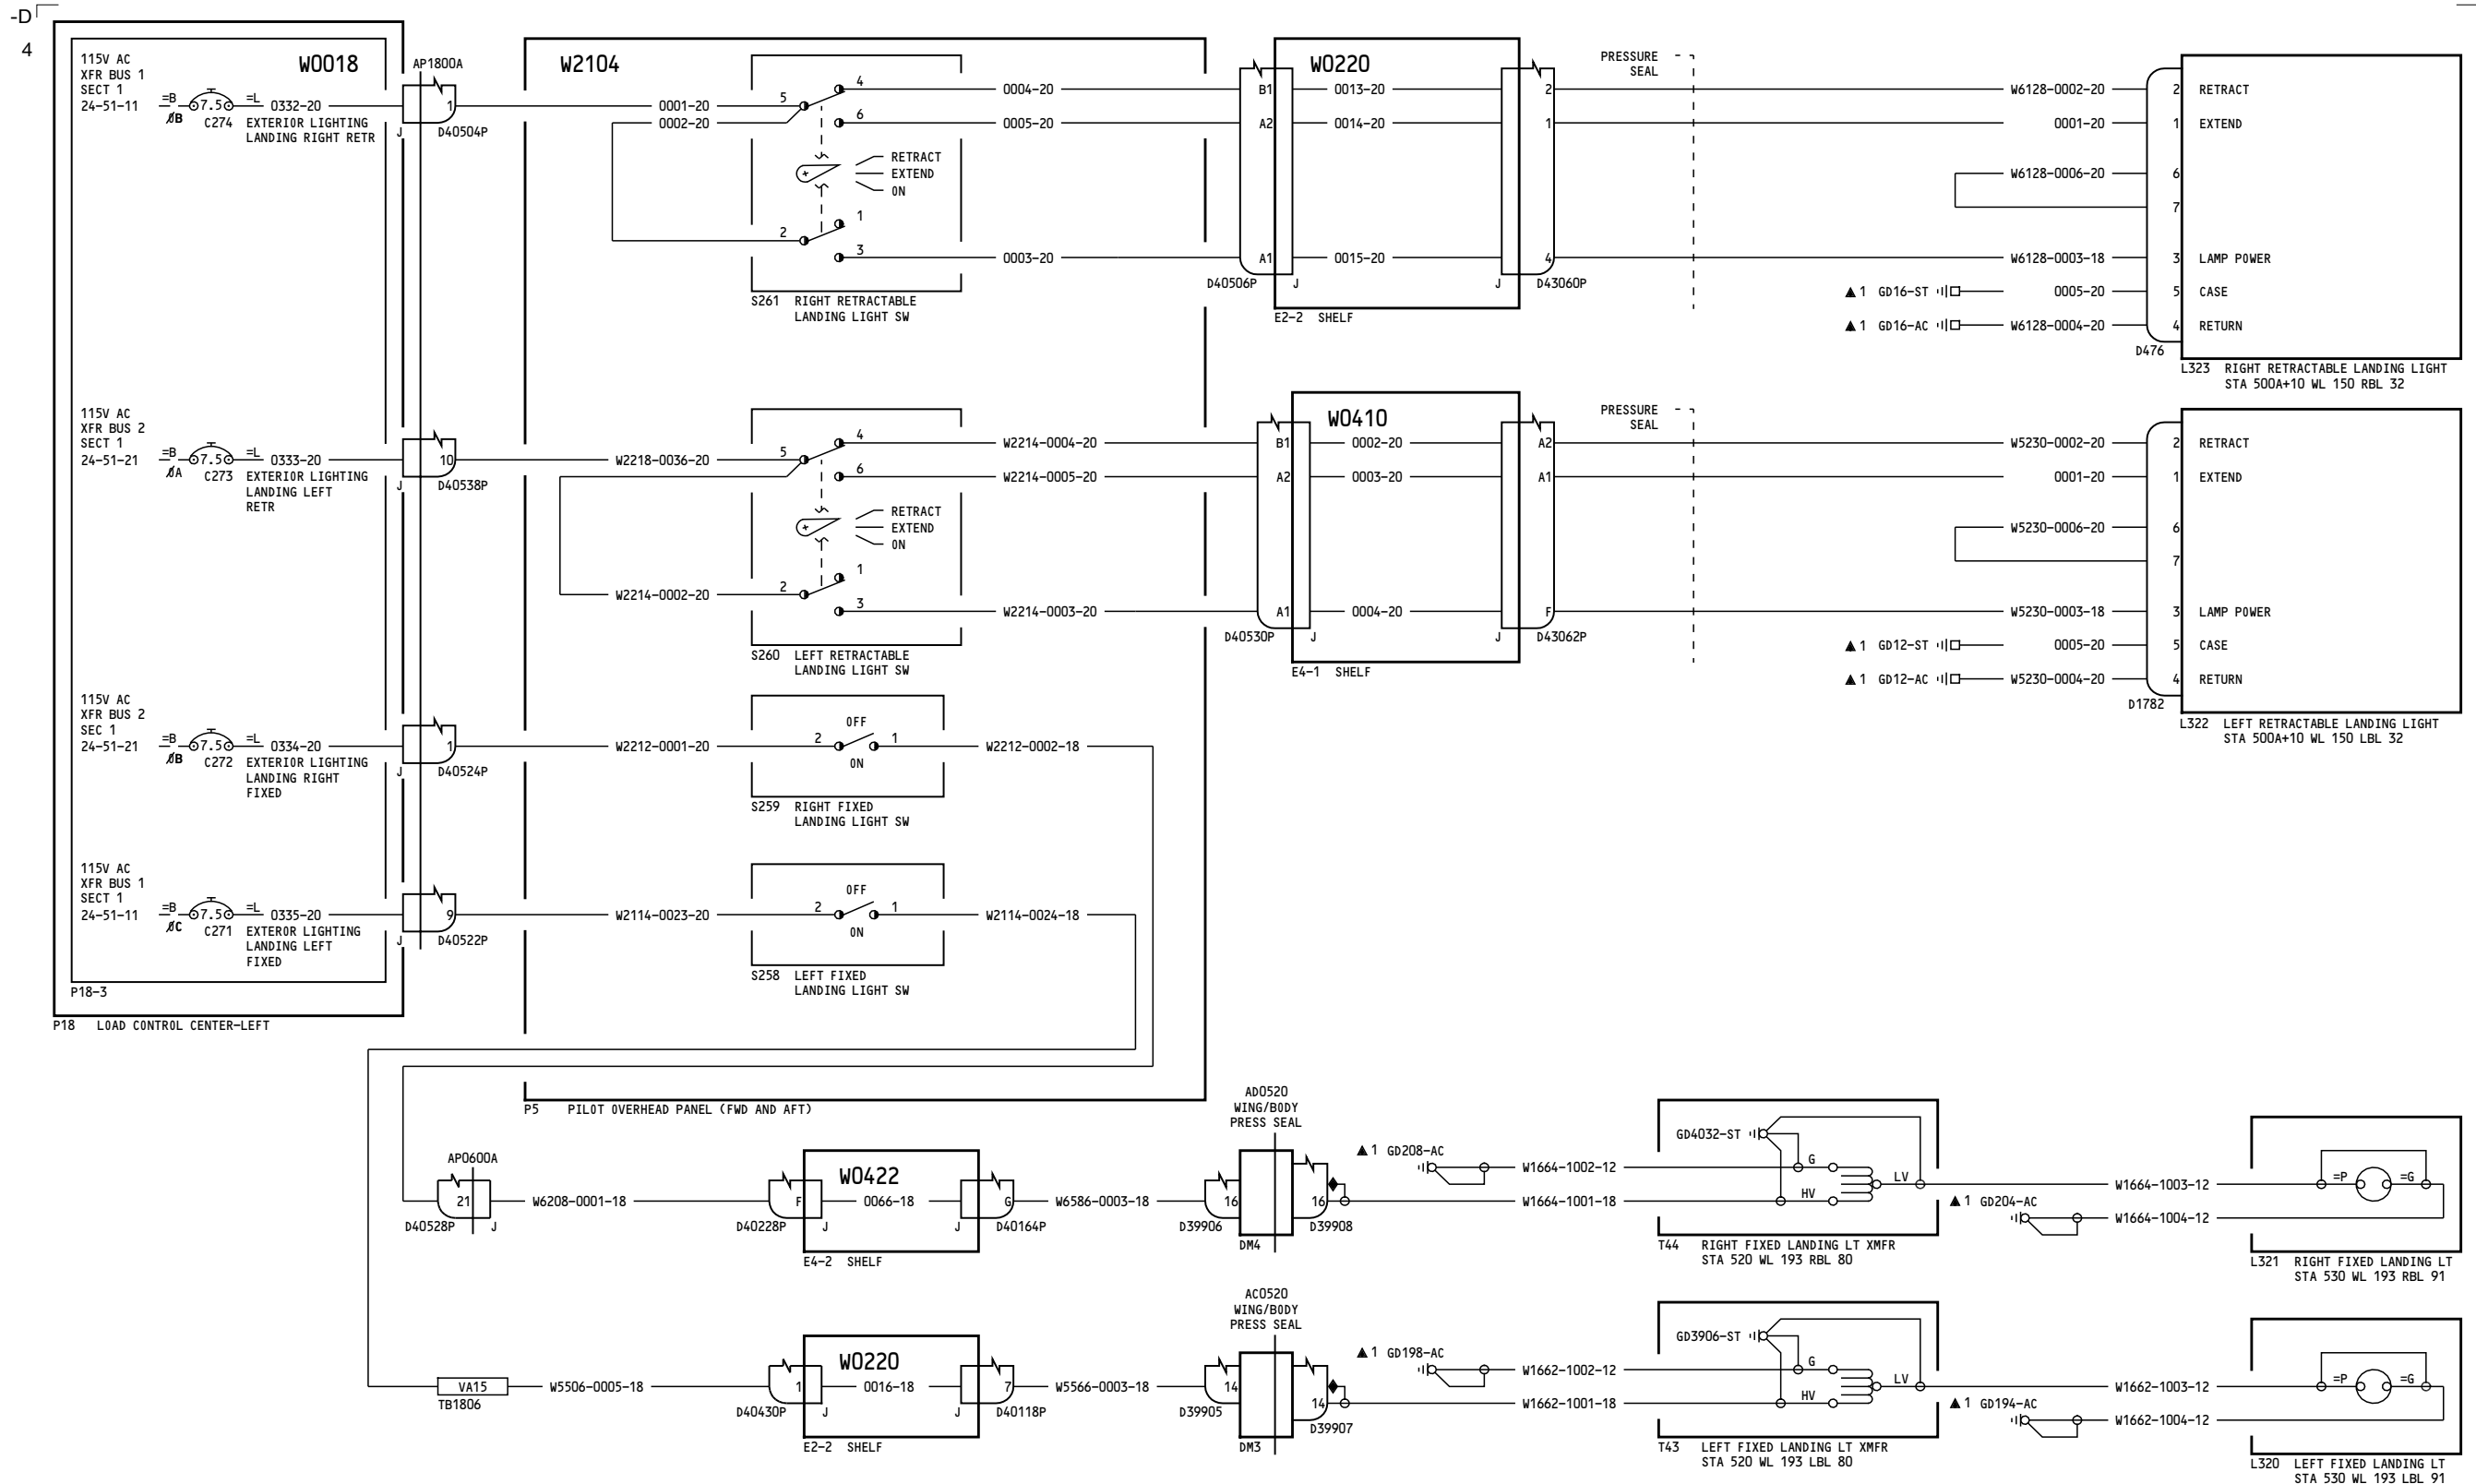 -D
4
115V AC
XFR BUS 1
SECT 1
24-51-11
=B
ØB
7.5
C274
=L
0332-20
EXTERIOR LIGHTING
LANDING RIGHT RETR
W0018
AP1800A
1
J
D40504P
W2104
0001-20
0002-20
5
4
6
0004-20
0005-20
RETRACT
EXTEND
ON
2
1
3
0003-20
S261 RIGHT RETRACTABLE
LANDING LIGHT SW
B1
A2
A1
D40506P
J
W0220
0013-20
0014-20
0015-20
2
1
4
J
D43060P
E2-2 SHELF
PRESSURE
SEAL
W6128-0002-20
0001-20
W6128-0006-20
W6128-0003-18
1 GD16-ST
0005-20
1 GD16-AC
W6128-0004-20
2 RETRACT
1 EXTEND
6
7
3 LAMP POWER
5 CASE
4 RETURN
D476
L323 RIGHT RETRACTABLE LANDING LIGHT
STA 500A+10 WL 150 RBL 32
115V AC
XFR BUS 2
SECT 1
24-51-21
=B
ØA
7.5
C273
=L
0333-20
EXTERIOR LIGHTING
LANDING LEFT
RETR
10
J
D40538P
W2218-0036-20
5
4
6
W2214-0004-20
W2214-0005-20
RETRACT
EXTEND
ON
W2214-0002-20
2
1
3
W2214-0003-20
S260 LEFT RETRACTABLE
LANDING LIGHT SW
B1
A2
A1
D40530P
J
W0410
0002-20
0003-20
0004-20
A2
A1
F
J
D43062P
E4-1 SHELF
PRESSURE
SEAL
W5230-0002-20
0001-20
W5230-0006-20
W5230-0003-18
1 GD12-ST
0005-20
1 GD12-AC
W5230-0004-20
2 RETRACT
1 EXTEND
6
7
3 LAMP POWER
5 CASE
4 RETURN
D1782
L322 LEFT RETRACTABLE LANDING LIGHT
STA 500A+10 WL 150 LBL 32
115V AC
XFR BUS 2
SEC 1
24-51-21
=B
ØB
7.5
C272
=L
0334-20
EXTERIOR LIGHTING
LANDING RIGHT
FIXED
1
J
D40524P
W2212-0001-20
OFF
2
1
ON
W2212-0002-18
S259 RIGHT FIXED
LANDING LIGHT SW
115V AC
XFR BUS 1
SECT 1
24-51-11
=B
ØC
7.5
C271
=L
0335-20
EXTEROR LIGHTING
LANDING LEFT
FIXED
9
J
D40522P
W2114-0023-20
OFF
2
1
ON
W2114-0024-18
S258 LEFT FIXED
LANDING LIGHT SW
P18-3
P18 LOAD CONTROL CENTER-LEFT
P5 PILOT OVERHEAD PANEL (FWD AND AFT)
AP0600A
21
D40528P
J
W6208-0001-18
F
D40228P
J
W0422
0066-18
G
J
D40164P
E4-2 SHELF
W6586-0003-18
AD0520
WING/BODY
PRESS SEAL
16
D39906
DM4
16
D39908
1 GD208-AC
W1664-1002-12
W1664-1001-18
GD4032-ST
G
HV
LV
T44 RIGHT FIXED LANDING LT XMFR
STA 520 WL 193 RBL 80
1 GD204-AC
W1664-1003-12
W1664-1004-12
=P
=G
L321 RIGHT FIXED LANDING LT
STA 530 WL 193 RBL 91
VA15
TB1806
W5506-0005-18
1
D40430P
J
W0220
0016-18
7
J
D40118P
E2-2 SHELF
W5566-0003-18
AC0520
WING/BODY
PRESS SEAL
14
D39905
DM3
14
D39907
1 GD198-AC
W1662-1002-12
W1662-1001-18
GD3906-ST
G
HV
LV
T43 LEFT FIXED LANDING LT XMFR
STA 520 WL 193 LBL 80
1 GD194-AC
W1662-1003-12
W1662-1004-12
=P
=G
L320 LEFT FIXED LANDING LT
STA 530 WL 193 LBL 91